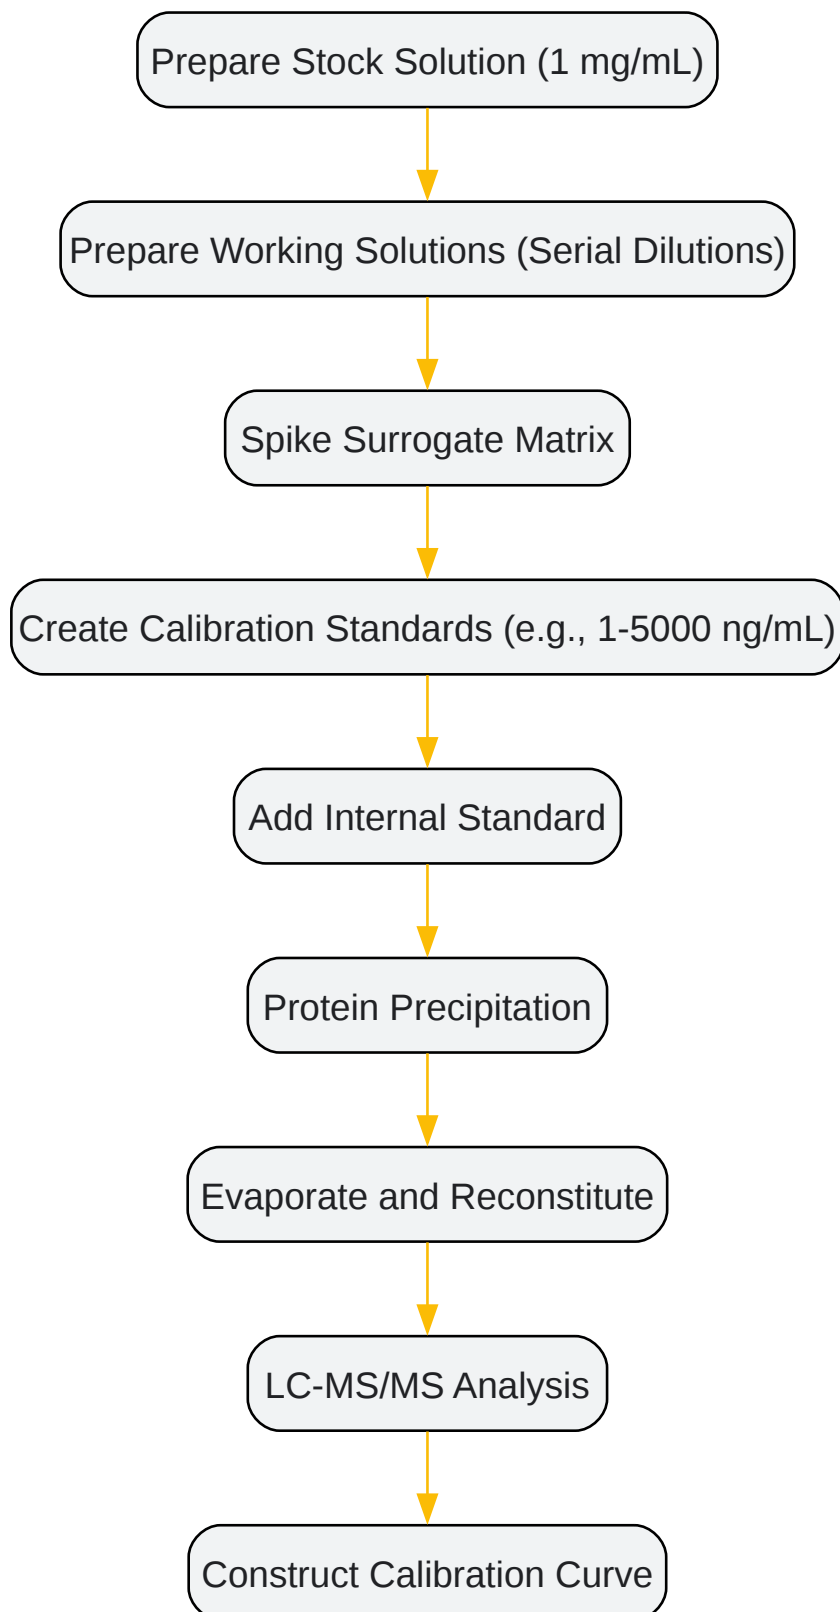 Prepare Stock Solution (1 mg/mL)
Prepare Working Solutions (Serial Dilutions)
Spike Surrogate Matrix
Create Calibration Standards (e.g., 1-5000 ng/mL)
Add Internal Standard
Protein Precipitation
Evaporate and Reconstitute
LC-MS/MS Analysis
Construct Calibration Curve